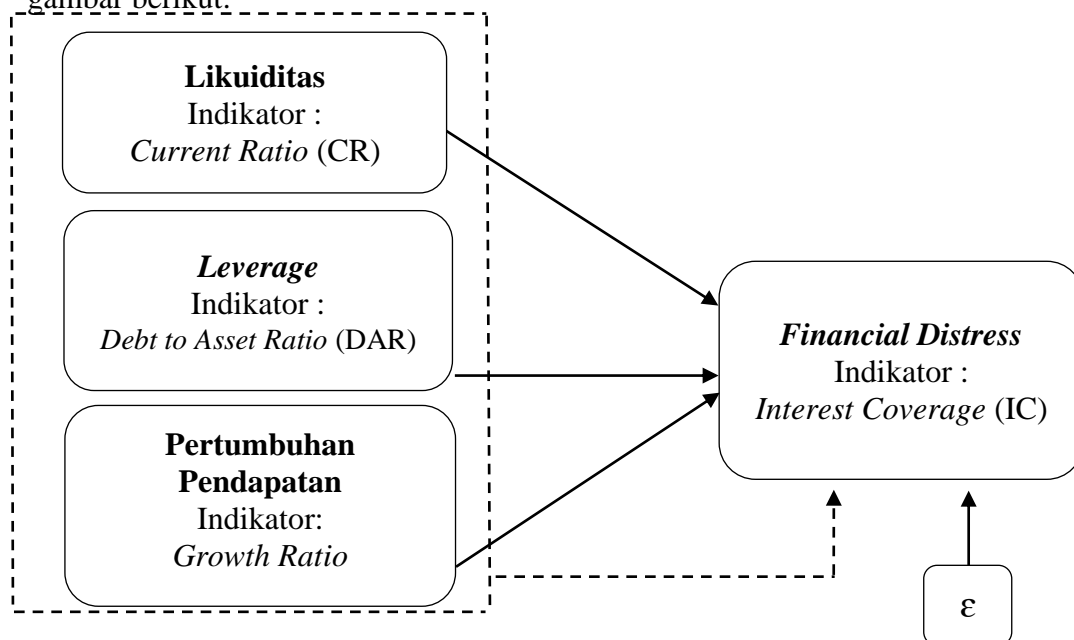 gambar berikut:
Likuiditas
Indikator :
Current Ratio (CR)
Leverage
Indikator :
Debt to Asset Ratio (DAR)
Pertumbuhan
Pendapatan
Indikator:
Growth Ratio
Financial Distress
Indikator :
Interest Coverage (IC)
ε